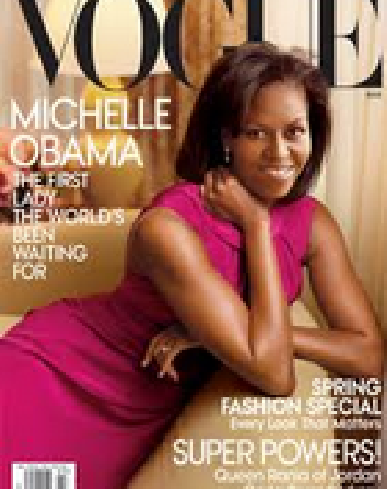 VOGUE
MICHELLE
OBAMA
THE FIRST
LADY
THE WORLD'S
BEEN
WAITING
FOR
SPRING
FASHION SPECIAL
Every Look That Matters
SUPER POWERS!
Queen Rania of Jordan